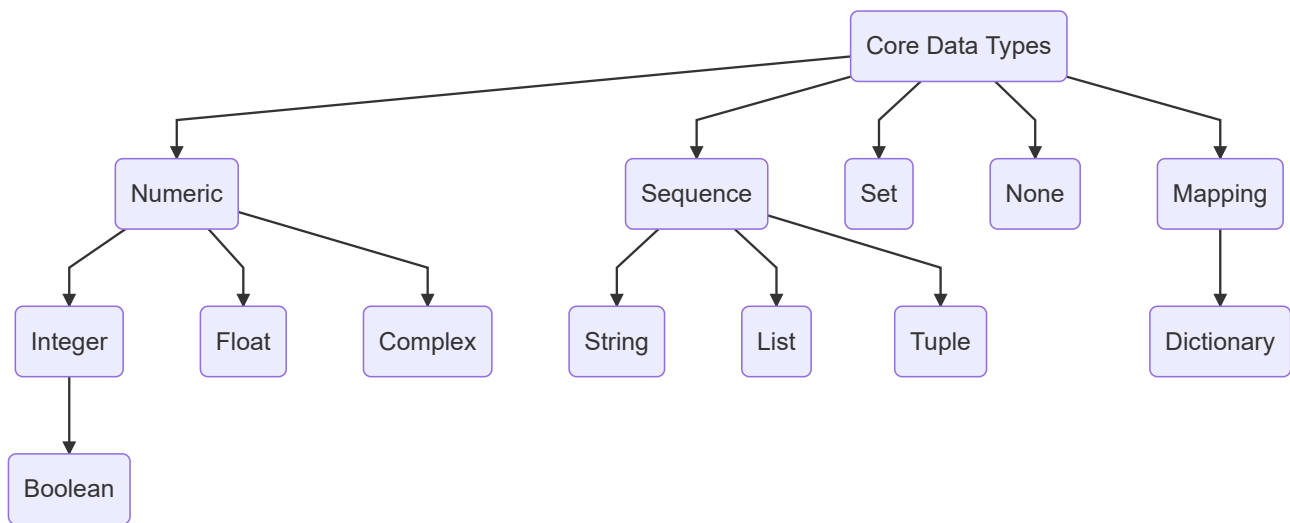 Core Data Types
Numeric
Sequence
Set
None
Mapping
Integer
Float
Complex
String
List
Tuple
Dictionary
Boolean